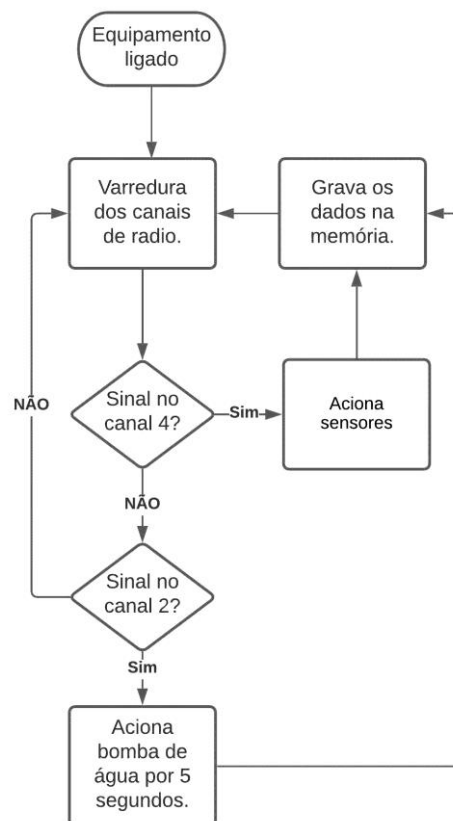 Equipamento
ligado
Varredura
dos canais
de radio.
Grava os
dados na
memória.
NÃO
Sinal no
canal 4?
Sim
Aciona
sensores
NÃO
Sinal no
canal 2?
Sim
Aciona
bomba de
água por 5
segundos.